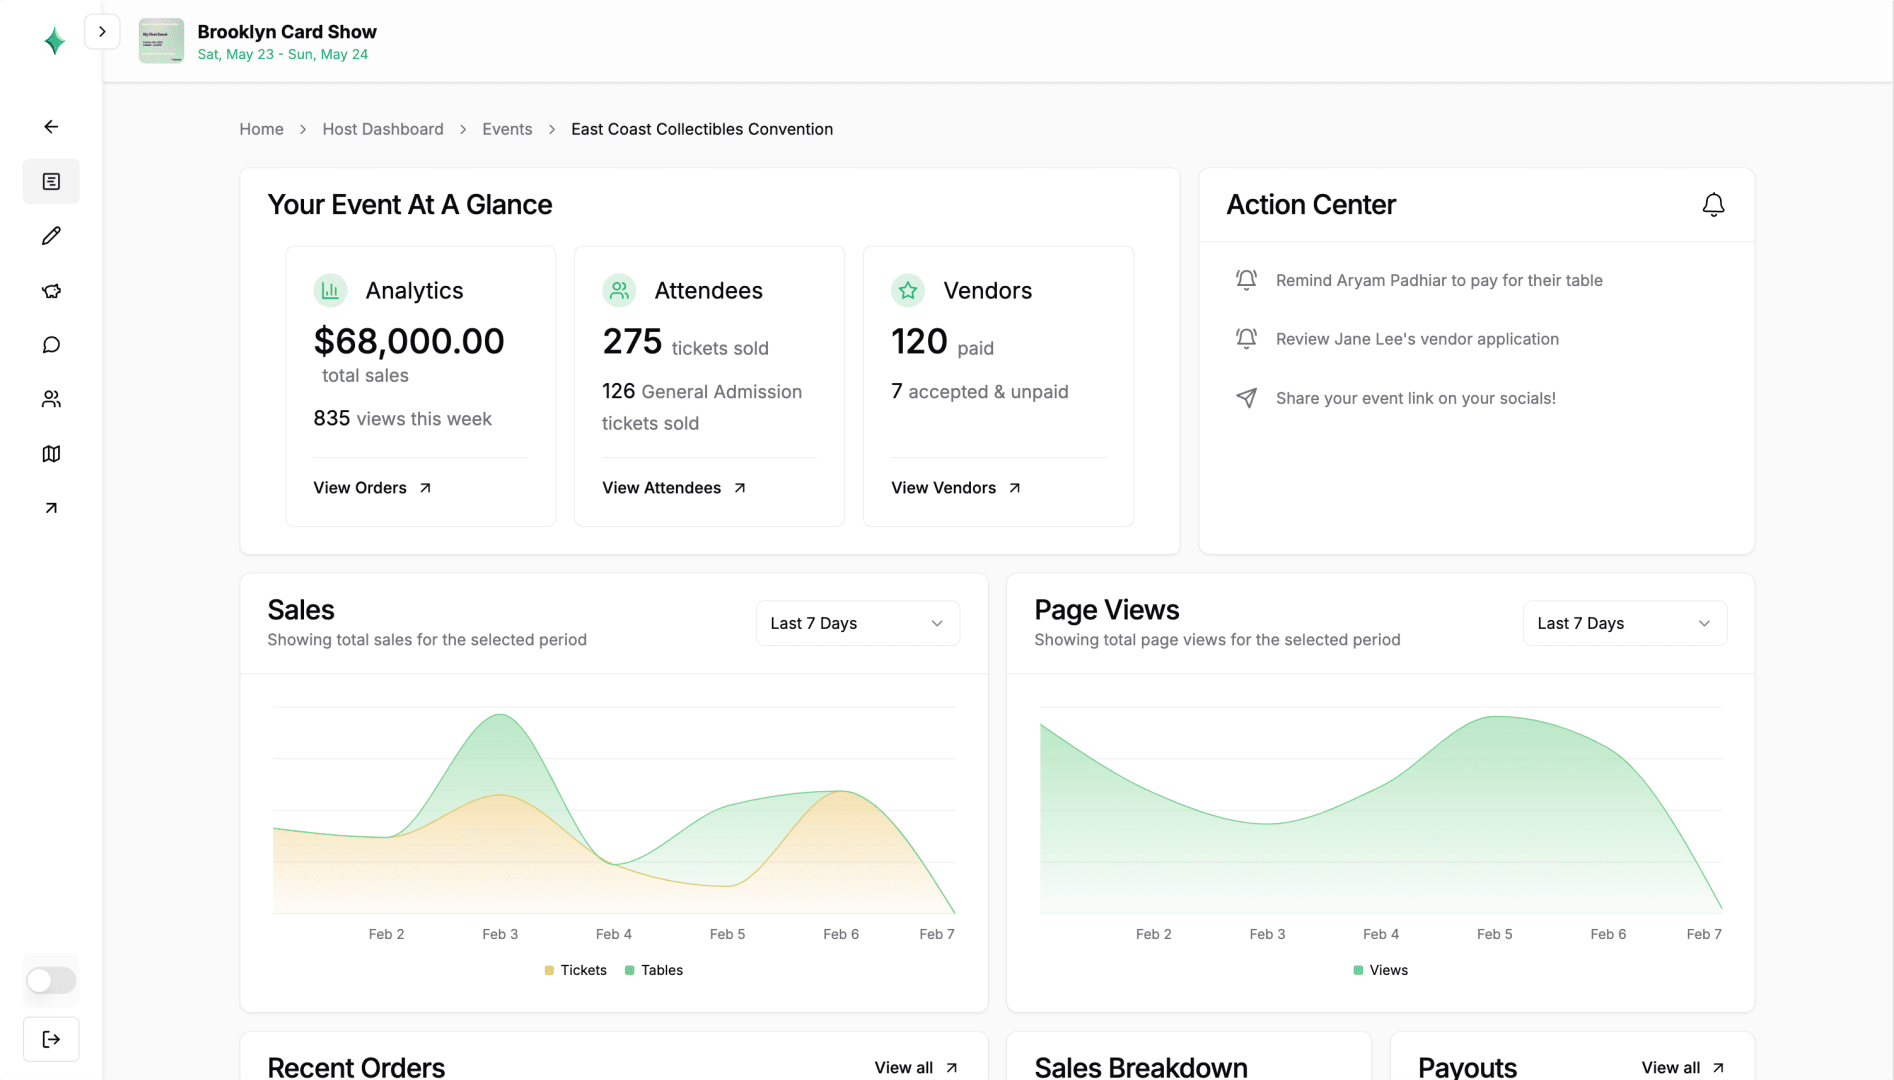 Brooklyn Card Show
Sat, May 23 - Sun, May 24
Home > Host Dashboard > Events > East Coast Collectibles Convention
Your Event At A Glance
Analytics
$68,000.00
total sales
835 views this week
View Orders
Attendees
275 tickets sold
126 General Admission
tickets sold
View Attendees
Vendors
120 paid
7 accepted & unpaid
View Vendors
Action Center
Remind Aryam Padhiar to pay for their table
Review Jane Lee's vendor application
Share your event link on your socials!
Sales
Showing total sales for the selected period
Last 7 Days
Feb 2 Feb 3 Feb 4 Feb 5 Feb 6 Feb 7
Tickets Tables
Page Views
Showing total page views for the selected period
Last 7 Days
Feb 2 Feb 3 Feb 4 Feb 5 Feb 6 Feb 7
Views
Recent Orders
View all
Sales Breakdown
Payouts
View all